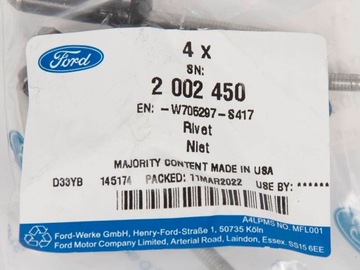 Ford
4 x
SN:
2 002 450
EN: -W706297-S417
Rivet
Niet
MAJORITY CONTENT MADE IN USA
D33YB 145174 PACKED: 11MAR2022 USE BY: ******
A4LPMS NO. MFL001
Ford
Ford-Werke GmbH, Henry-Ford-Straße 1, 50735 Köln
Ford Motor Company Limited, Arterial Road, Laindon, Essex. SS15 6EE